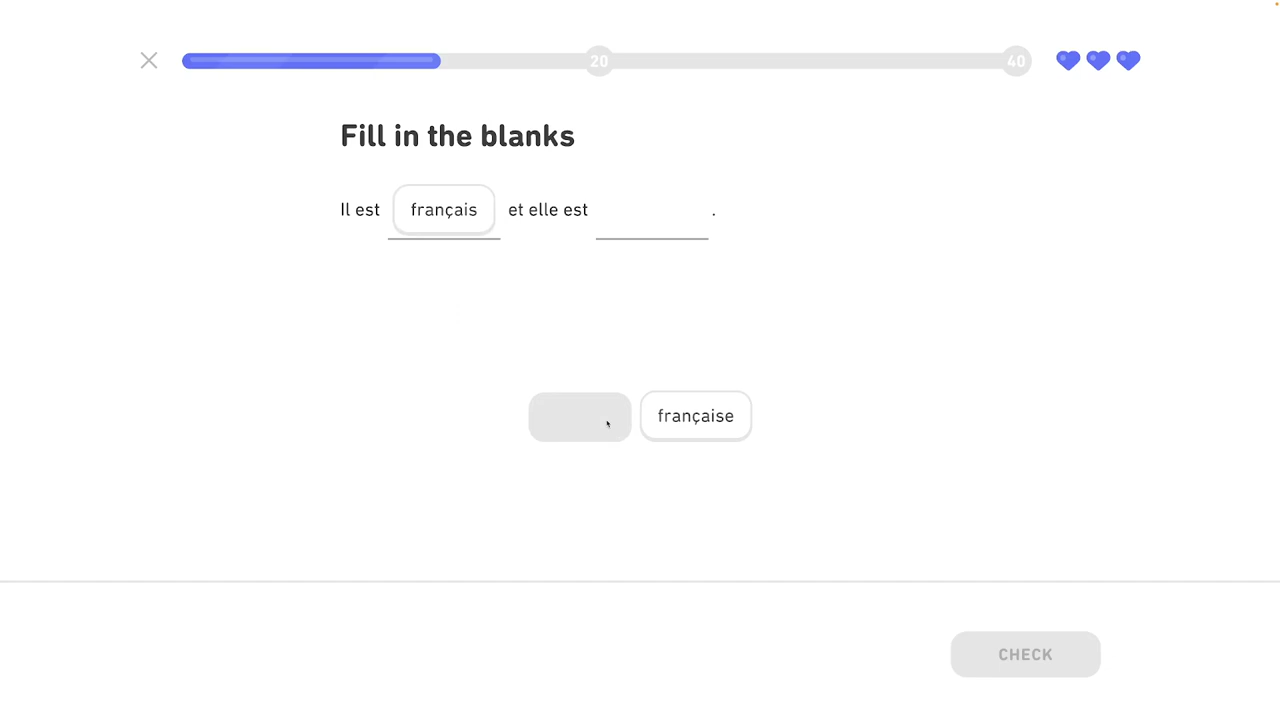 20
40
Fill in the blanks
Il est français et elle est .
française
CHECK